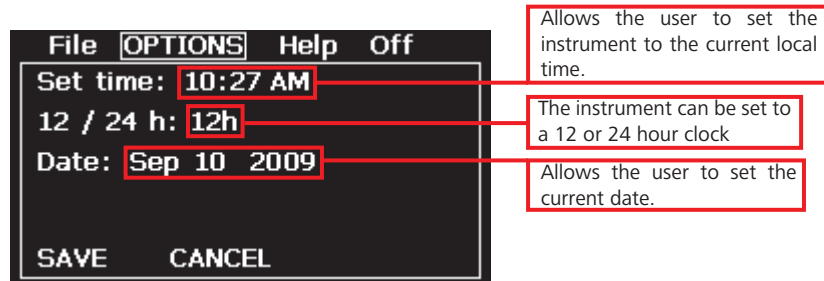 File OPTIONS Help Off
Set time: 10:27 AM
12 / 24 h: 12h
Date: Sep 10 2009
SAVE CANCEL
Allows the user to set the
instrument to the current local
time.
The instrument can be set to
a 12 or 24 hour clock
Allows the user to set the
current date.